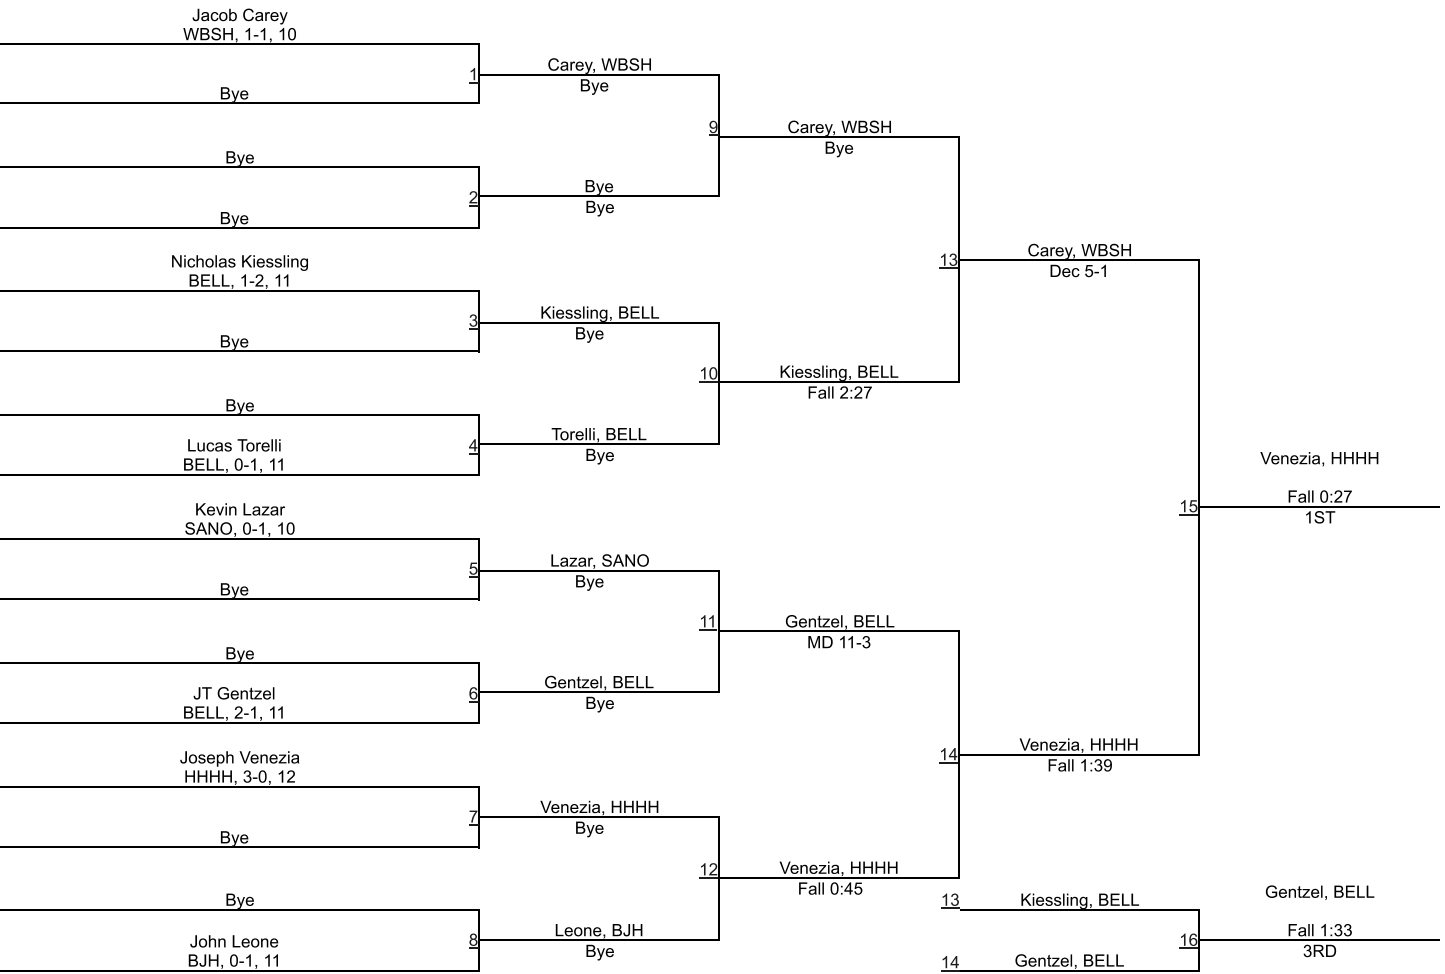 Jacob Carey
WBSH, 1-1, 10
1
Bye
Bye
2
Bye
Nicholas Kiessling
BELL, 1-2, 11
3
Bye
Bye
4
Lucas Torelli
BELL, 0-1, 11
Kevin Lazar
SANO, 0-1, 10
5
Bye
Bye
6
JT Gentzel
BELL, 2-1, 11
Joseph Venezia
HHHH, 3-0, 12
7
Bye
Bye
8
John Leone
BJH, 0-1, 11
Carey, WBSH
Bye
9
Bye
Bye
Kiessling, BELL
Bye
10
Torelli, BELL
Bye
Lazar, SANO
Bye
11
Gentzel, BELL
Bye
Venezia, HHHH
Bye
12
Leone, BJH
Bye
Carey, WBSH
Bye
13
Kiessling, BELL
Fall 2:27
Gentzel, BELL
MD 11-3
14
Venezia, HHHH
Fall 0:45
Carey, WBSH
Dec 5-1
15
Venezia, HHHH
Fall 1:39
Venezia, HHHH
Fall 0:27
1ST
13
Kiessling, BELL
16
14
Gentzel, BELL
Gentzel, BELL
Fall 1:33
3RD